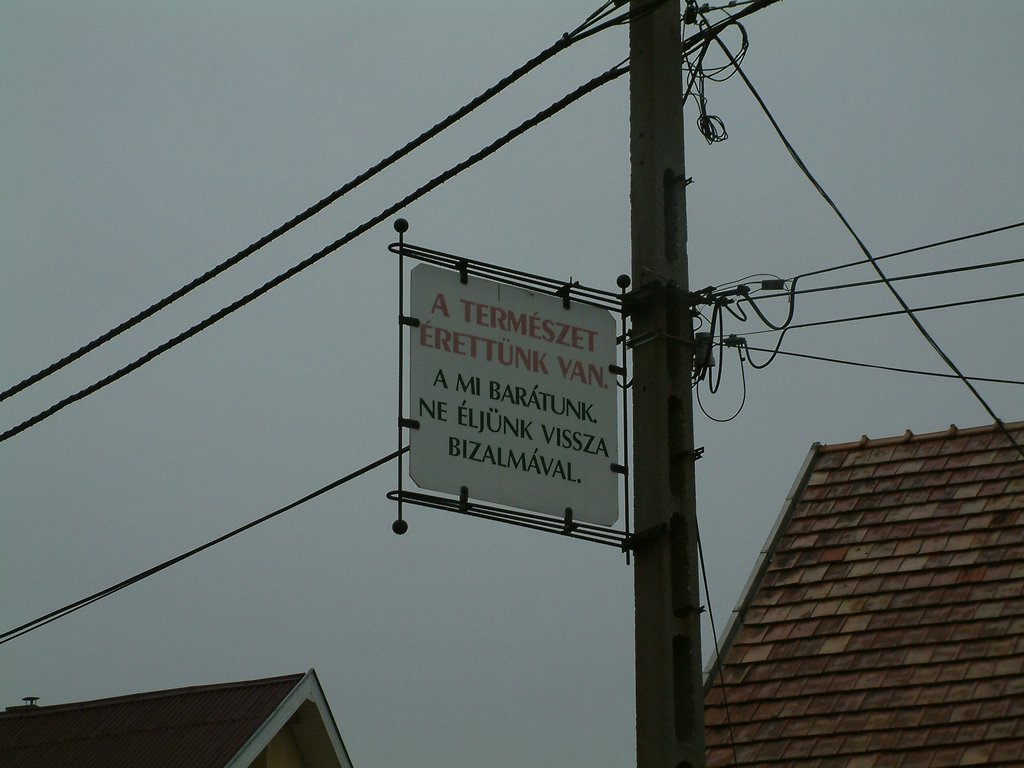 A TERMÉSZET
ÉRETTÜNK VAN.
A MI BARÁTUNK.
NE ÉLJÜNK VISSZA
BIZALMÁVAL.